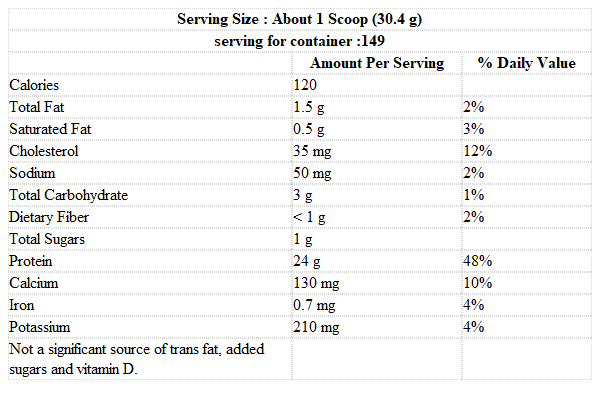 Serving Size : About 1 Scoop (30.4 g)
serving for container :149
Amount Per Serving % Daily Value
Calories 120
Total Fat 1.5 g 2%
Saturated Fat 0.5 g 3%
Cholesterol 35 mg 12%
Sodium 50 mg 2%
Total Carbohydrate 3 g 1%
Dietary Fiber < 1 g 2%
Total Sugars 1 g
Protein 24 g 48%
Calcium 130 mg 10%
Iron 0.7 mg 4%
Potassium 210 mg 4%
Not a significant source of trans fat, added
sugars and vitamin D.